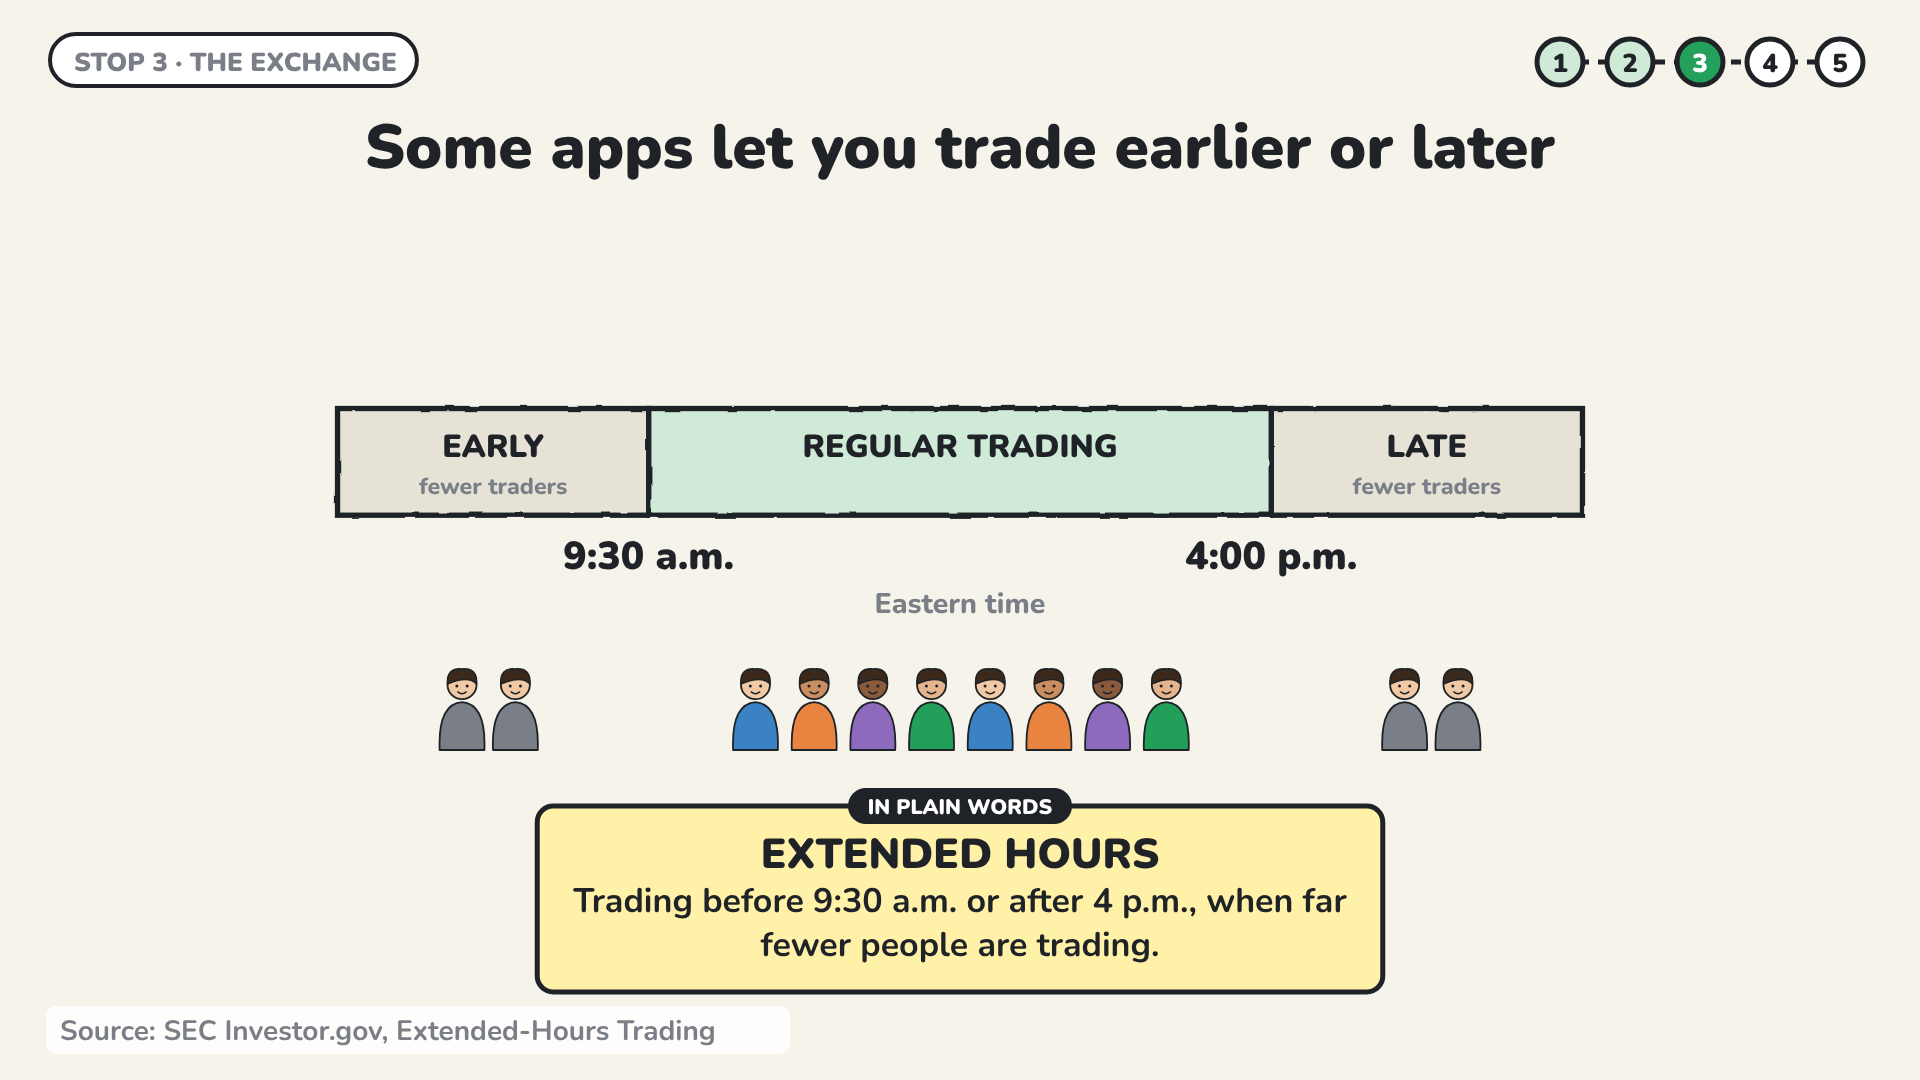 STOP 3 · THE EXCHANGE
1 2 3 4 5
Some apps let you trade earlier or later
EARLY
fewer traders
REGULAR TRADING
LATE
fewer traders
9:30 a.m.
4:00 p.m.
Eastern time
IN PLAIN WORDS
EXTENDED HOURS
Trading before 9:30 a.m. or after 4 p.m., when far
fewer people are trading.
Source: SEC Investor.gov, Extended-Hours Trading